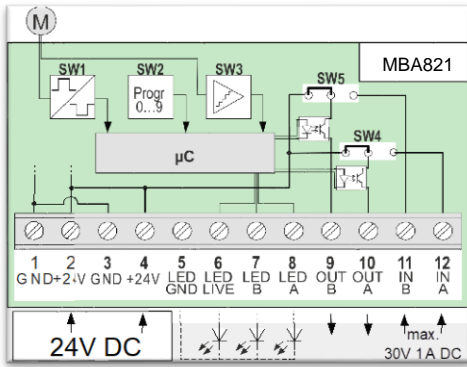 M
MBA821
SW1 SW2 SW3 SW5
Progr
0...9
SW4
µC
1 2 3 4 5 6 7 8 9 10 11 12
GND +24V GND +24V LED LED LED LED OUT OUT IN IN
GND LIVE B A B A B A
24V DC
max.
30V 1A DC